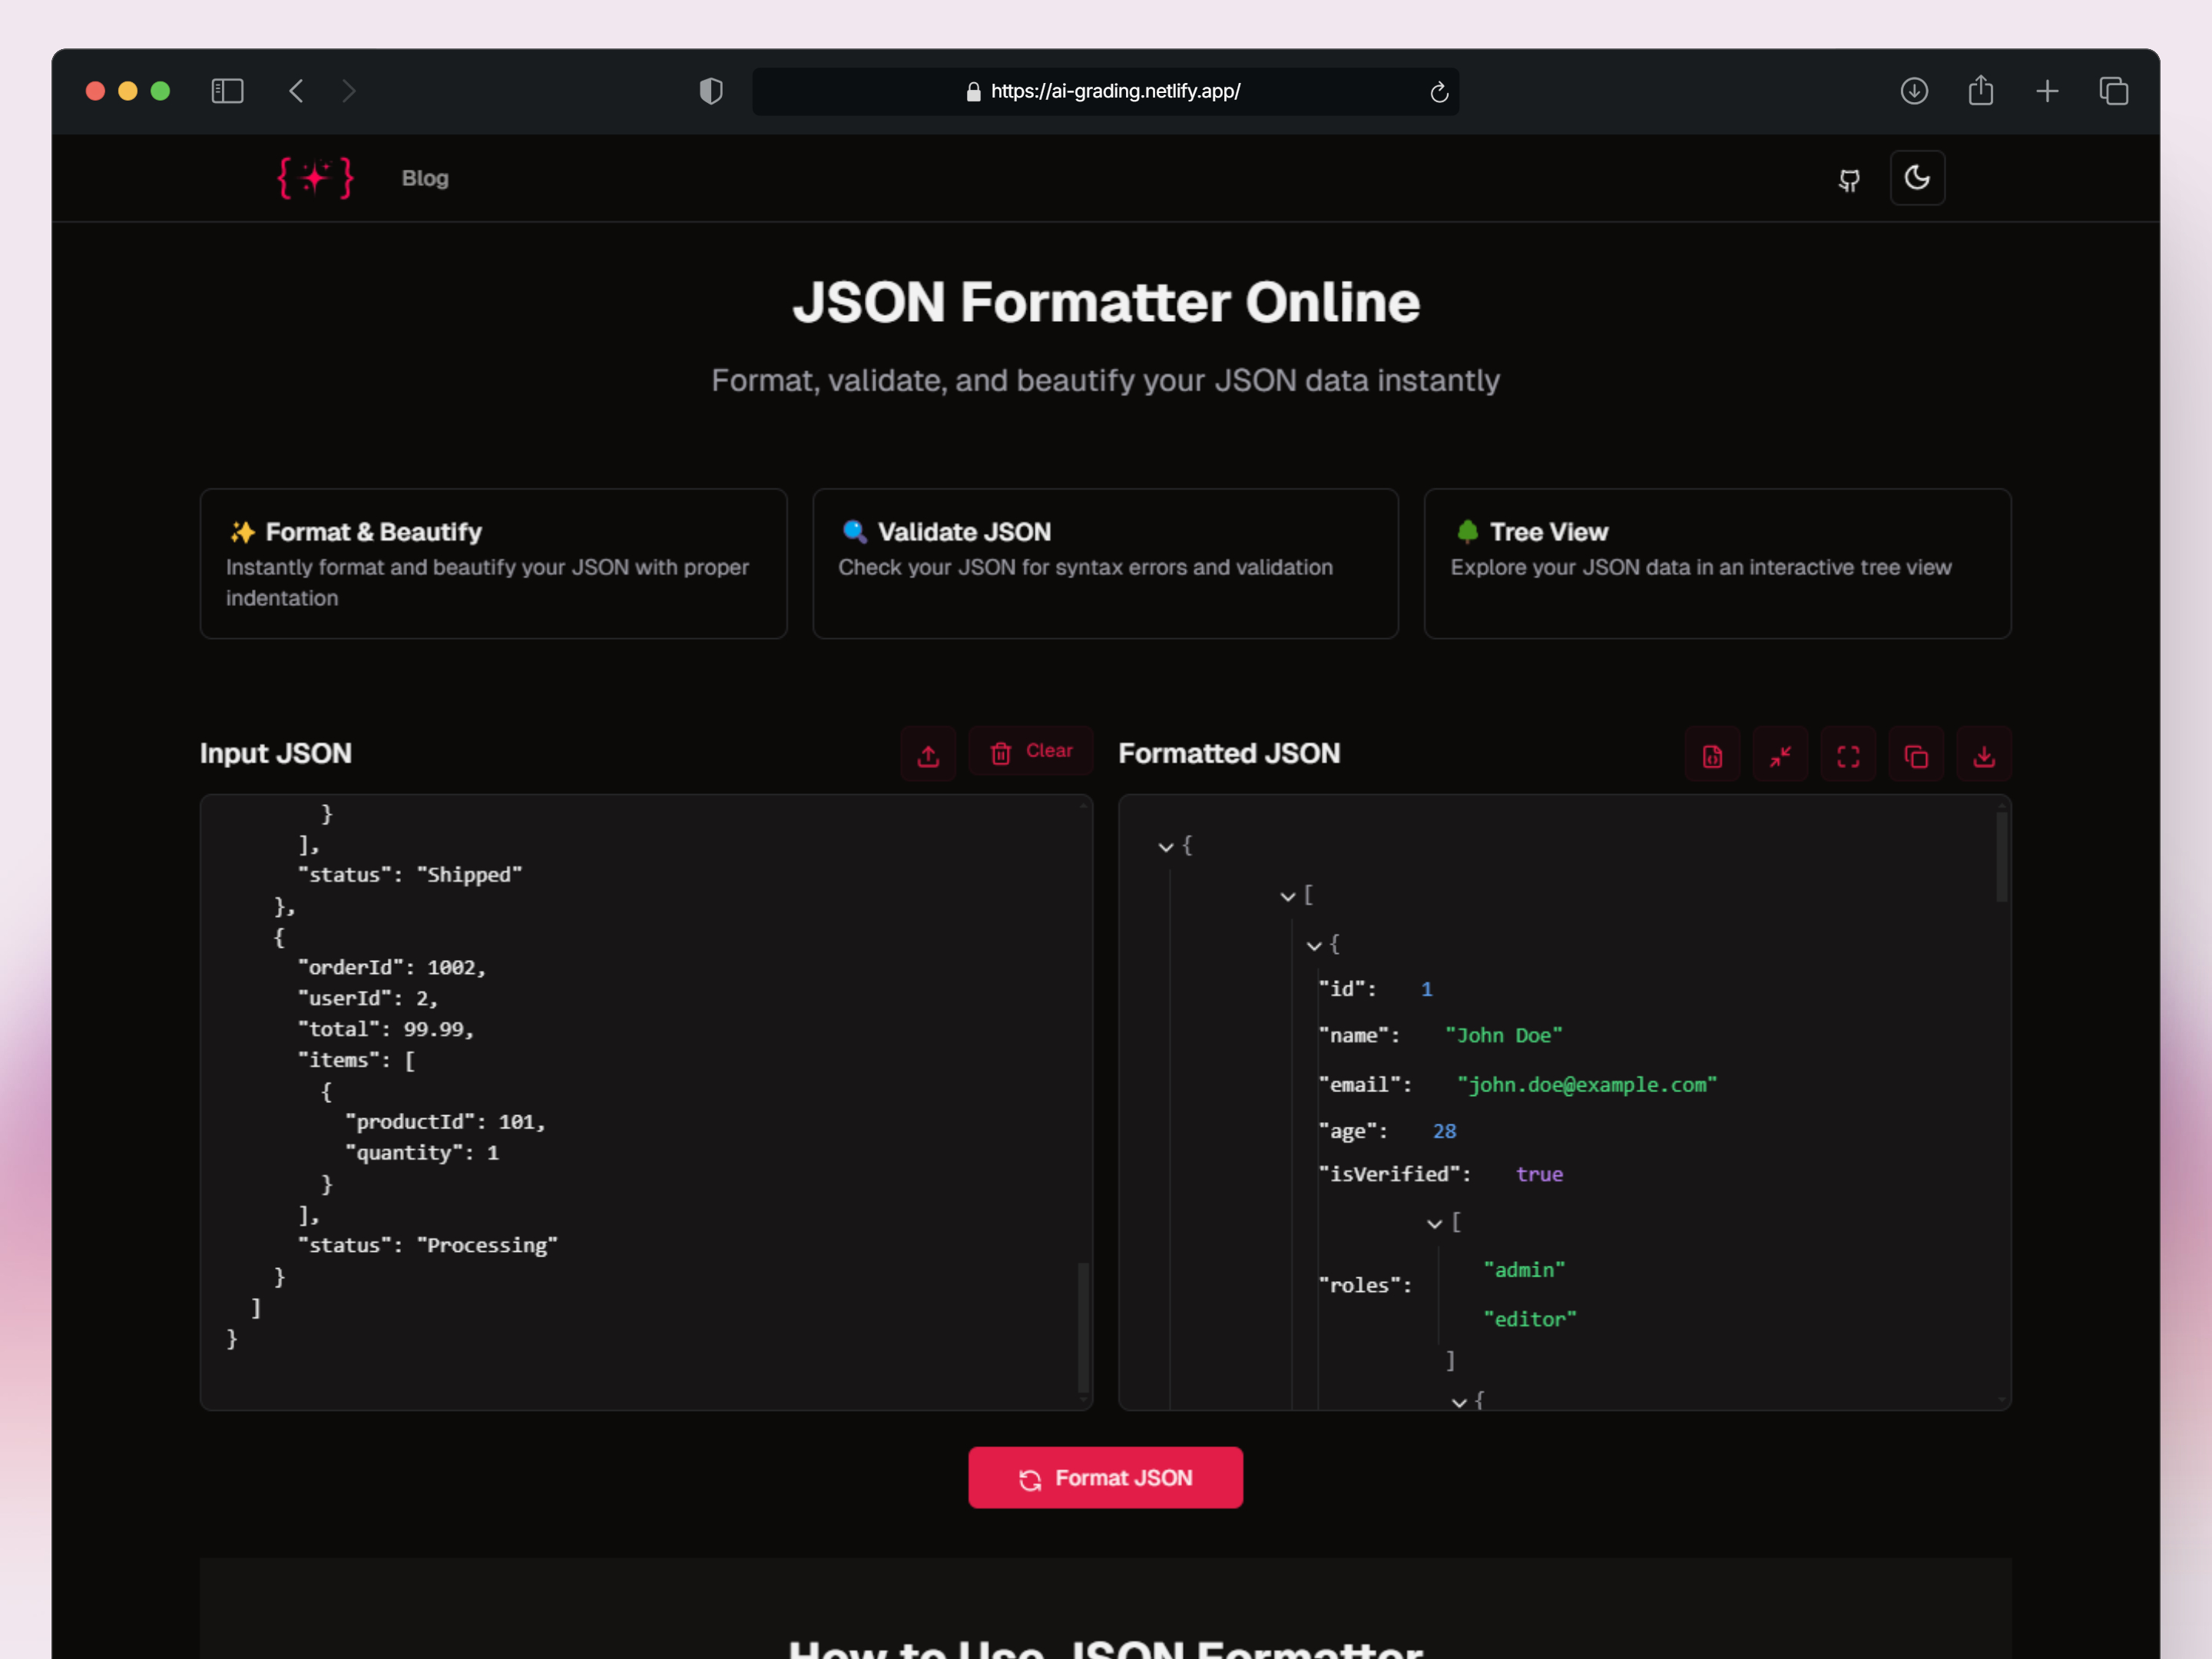 https://ai-grading.netlify.app/
Blog
JSON Formatter Online
Format, validate, and beautify your JSON data instantly
Format & Beautify
Instantly format and beautify your JSON with proper
indentation
Validate JSON
Check your JSON for syntax errors and validation
Tree View
Explore your JSON data in an interactive tree view
Input JSON
Clear
}
],
"status": "Shipped"
},
{
"orderId": 1002,
"userId": 2,
"total": 99.99,
"items": [
{
"productId": 101,
"quantity": 1
}
],
"status": "Processing"
}
]
}
Formatted JSON
{
[
{
"id": 1
"name": "John Doe"
"email": "john.doe@example.com"
"age": 28
"isVerified": true
[
"admin"
"roles":
"editor"
]
{
Format JSON
How to Use JSON Formatter